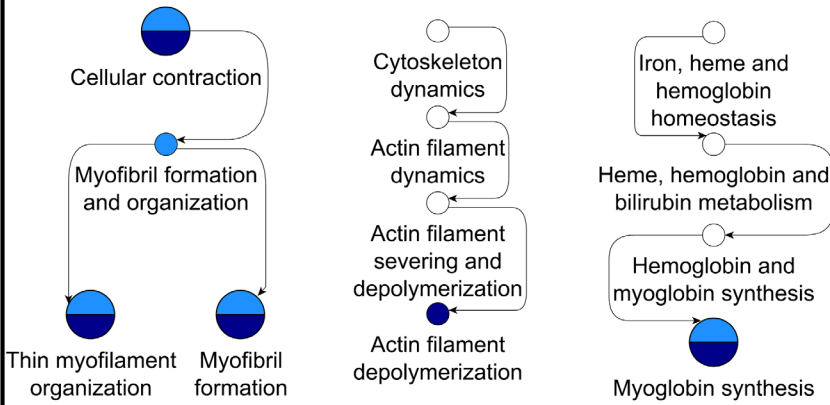 Cellular contraction
Myofibril formation
and organization
Thin myofilament
organization
Myofibril
formation
Cytoskeleton
dynamics
Actin filament
dynamics
Actin filament
severing and
depolymerization
Actin filament
depolymerization
Iron, heme and
hemoglobin
homeostasis
Heme, hemoglobin and
bilirubin metabolism
Hemoglobin and
myoglobin synthesis
Myoglobin synthesis